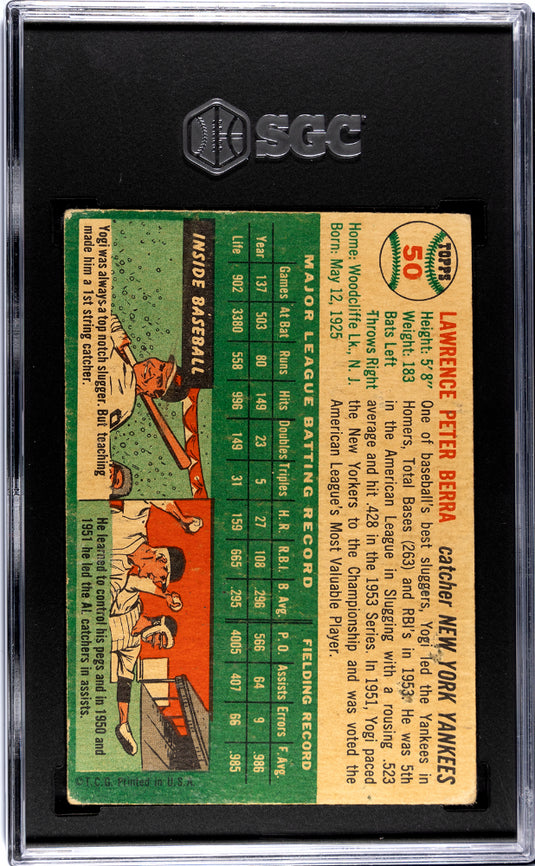 SGC
TOPPS
50
LAWRENCE PETER BERRA catcher NEW YORK YANKEES
Height: 5' 8"
Weight: 183
Bats Left
Throws Right
Home: Woodcliffe Lk., N. J.
Born: May 12, 1925
One of baseball's best sluggers, Yogi led the Yankees in
Homers, Total Bases (263) and RBI's in 1953. He was 5th
in the American League in Slugging with a rousing .523
average and hit .428 in the 1953 Series. In 1951, Yogi paced
the New Yorkers to the Championship and was voted the
American League's Most Valuable Player.
MAJOR LEAGUE BATTING RECORD FIELDING RECORD
Games At Bat Runs Hits Doubles Triples H.R. R.B.I. B Avg. P.O. Assists Errors F. Avg.
Year 137 503 80 149 23 5 27 108 .296 566 64 9 .986
Life 902 3380 558 996 149 31 159 665 .295 4005 407 66 .985
INSIDE BASEBALL
Yogi was always a top notch slugger. But teaching
made him a 1st string catcher.
He learned to control his pegs and in 1950 and
1951 he led the A.L. catchers in assists.
© T.C.G. Printed in U.S.A.